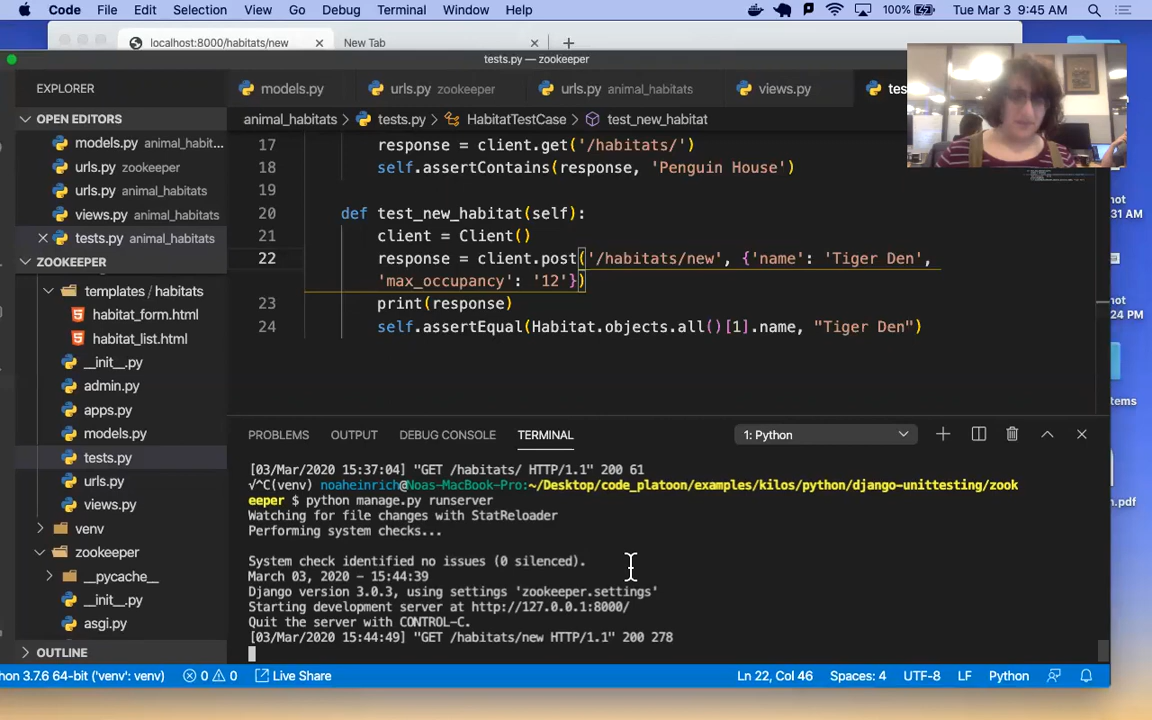 Code File Edit Selection View Go Debug Terminal Window Help 100% Tue Mar 3 9:45 AM
localhost:8000/habitats/new
New Tab
tests.py — zookeeper
EXPLORER
models.py
urls.py zookeeper
urls.py animal_habitats
views.py
OPEN EDITORS
models.py animal_habit...
urls.py zookeeper
urls.py animal_habitats
views.py animal_habitats
tests.py animal_habitats
ZOOKEEPER
templates / habitats
habitat_form.html
habitat_list.html
__init__.py
admin.py
apps.py
models.py
tests.py
urls.py
views.py
venv
zookeeper
__pycache__
__init__.py
asgi.py
OUTLINE
animal_habitats > tests.py > HabitatTestCase > test_new_habitat
17 response = client.get('/habitats/')
18 self.assertContains(response, 'Penguin House')
19
20 def test_new_habitat(self):
21 client = Client()
22 response = client.post('/habitats/new', {'name': 'Tiger Den',
'max_occupancy': '12'})
23 print(response)
24 self.assertEqual(Habitat.objects.all()[1].name, "Tiger Den")
PROBLEMS OUTPUT DEBUG CONSOLE TERMINAL 1: Python
[03/Mar/2020 15:37:04] "GET /habitats/ HTTP/1.1" 200 61
√^C(venv) noaheinrich@Noas-MacBook-Pro:~/Desktop/code_platoon/examples/kilos/python/django-unittesting/zook
eeper $ python manage.py runserver
Watching for file changes with StatReloader
Performing system checks...
System check identified no issues (0 silenced).
March 03, 2020 - 15:44:39
Django version 3.0.3, using settings 'zookeeper.settings'
Starting development server at http://127.0.0.1:8000/
Quit the server with CONTROL-C.
[03/Mar/2020 15:44:49] "GET /habitats/new HTTP/1.1" 200 278
31 AM
24 PM
.pdf
hon 3.7.6 64-bit ('venv': venv) 0 0 Live Share Ln 22, Col 46 Spaces: 4 UTF-8 LF Python